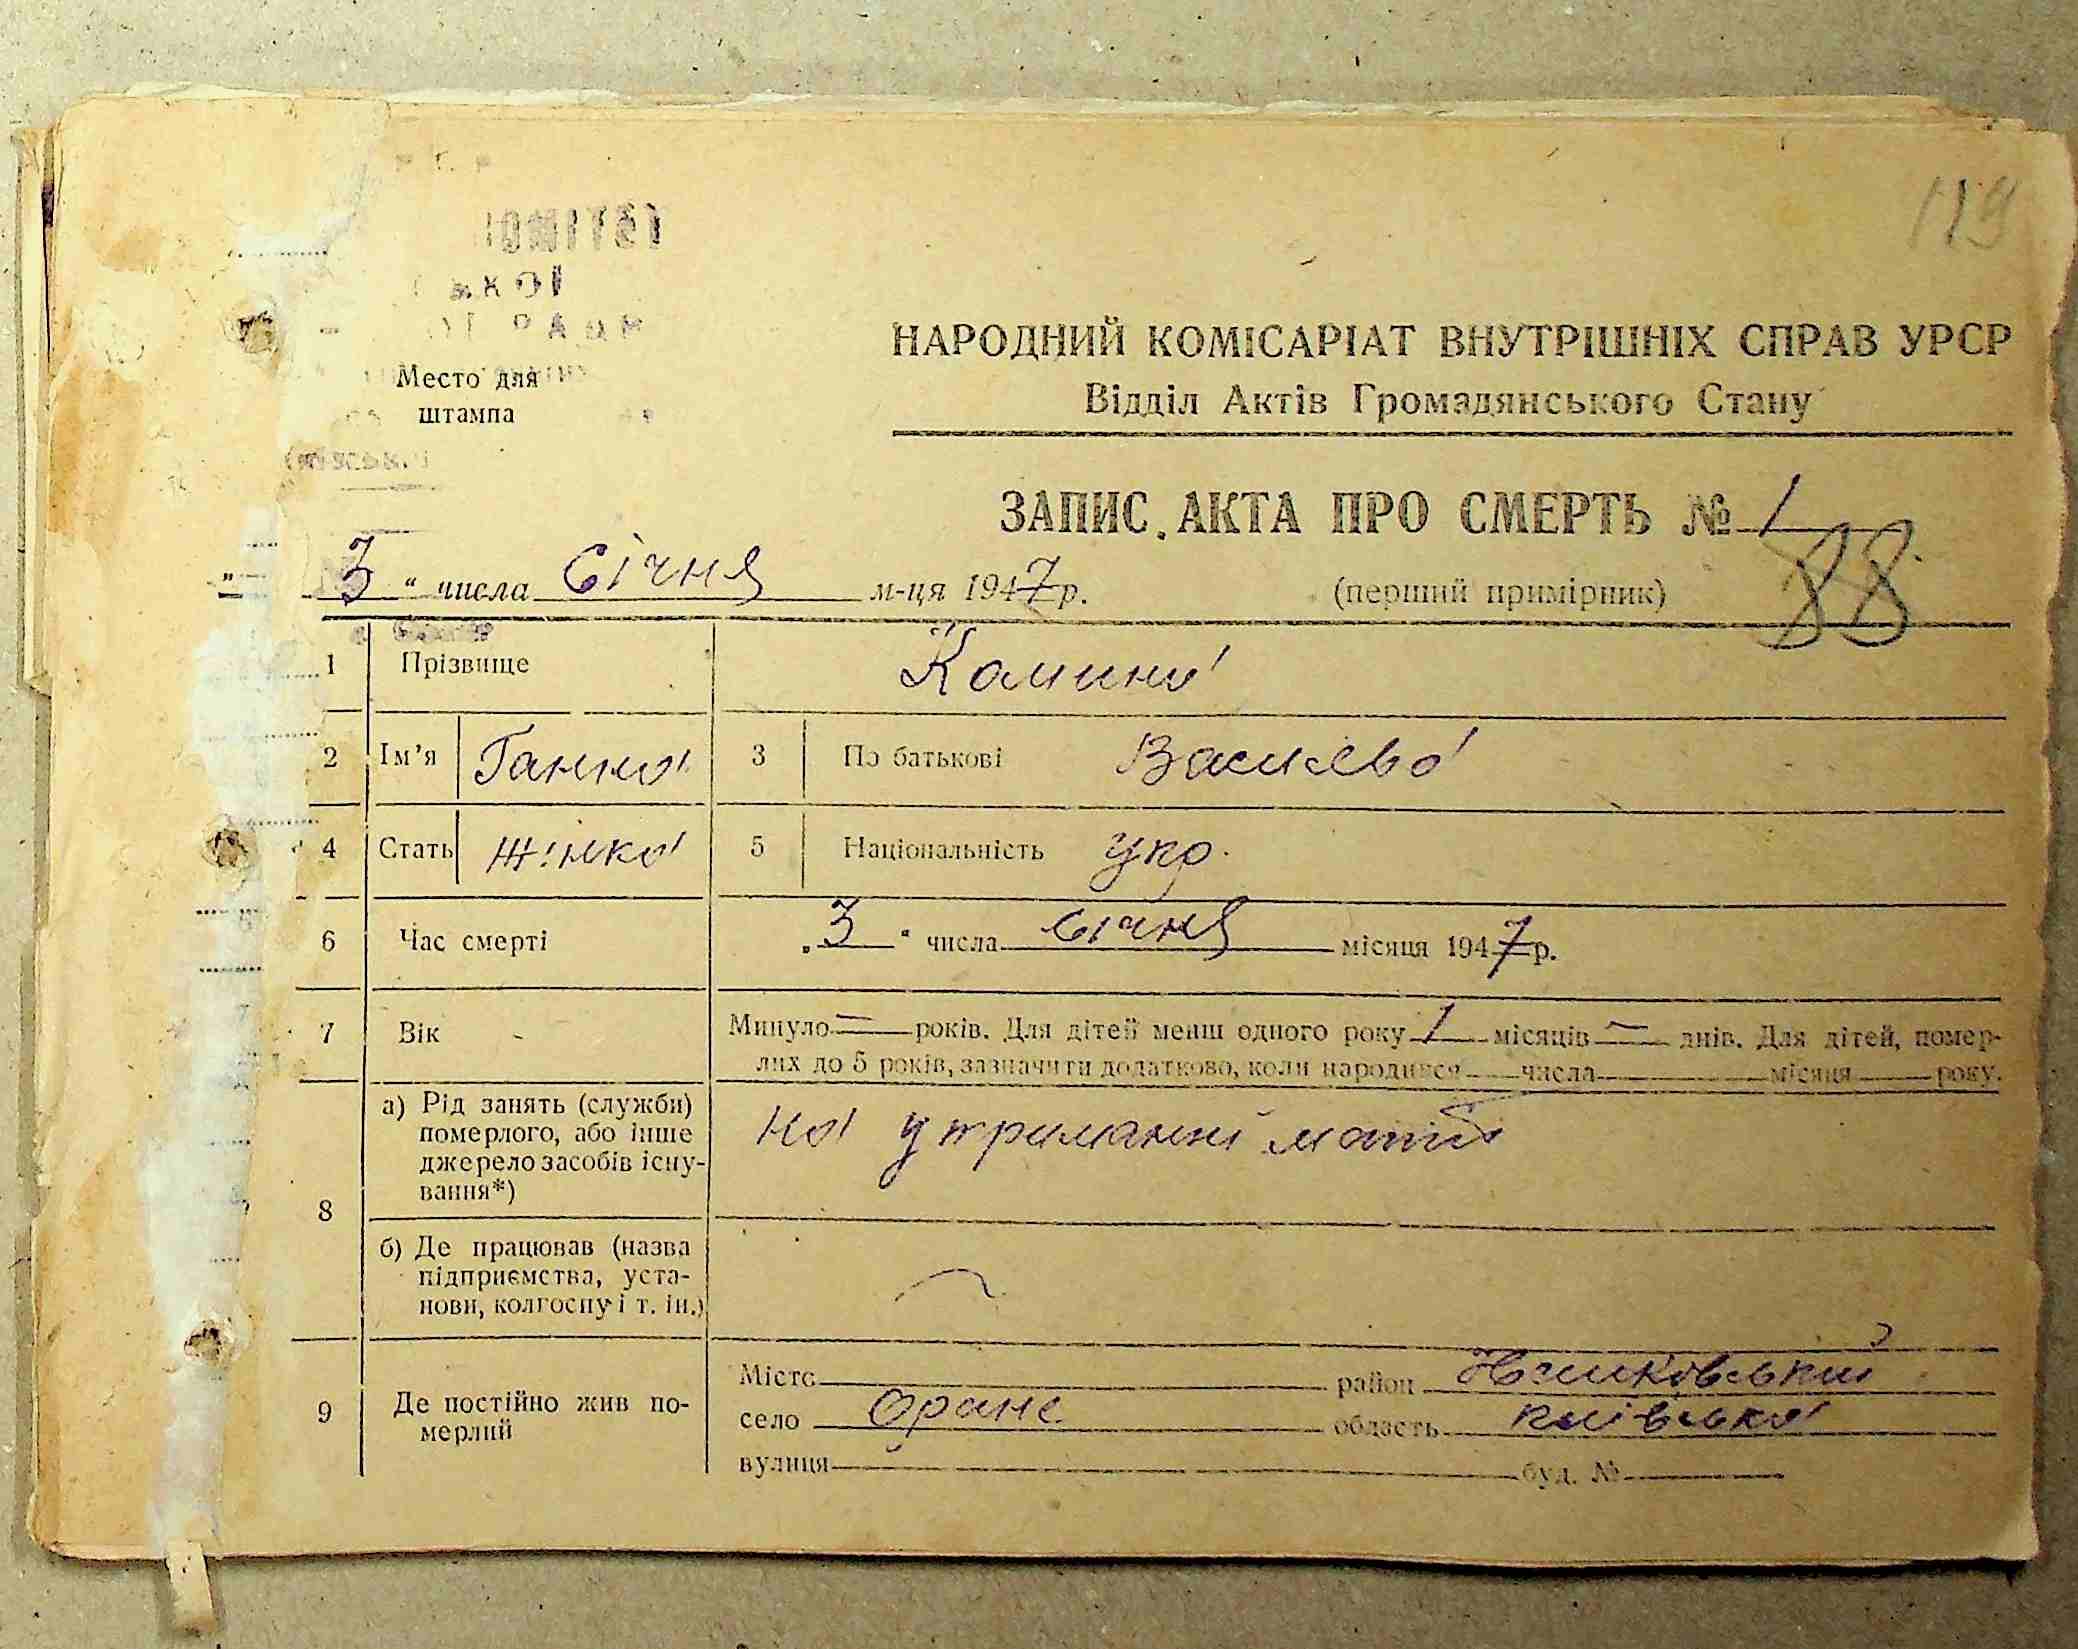 119
Место для
штампа
НАРОДНИЙ КОМІСАРІАТ ВНУТРІШНІХ СПРАВ УРСР
Відділ Актів Громадянського Стану
ЗАПИС АКТА ПРО СМЕРТЬ № 1
88
„ 3 “ числа Січня м-ця 1947 р. (перший примірник)
1 Прізвище
2 Ім'я Ганна 3 По батькові Василева
4 Стать жінка 5 Національність укр.
6 Час смерті „ 3 “ числа січня місяця 1947 р.
7 Вік Минуло — років. Для дітей менш одного року 1 місяців — днів. Для дітей, помер-
лих до 5 років, зазначити додатково, коли народився числа місяця року.
8 а) Рід занять (служби) померлого, або інше джерело засобів існу-вання*) на утриманні
б) Де працював (назва підприємства, уста-нови, колгоспу і т. ін.)
9 Де постійно жив по-мерлий Місто район
село Оране область київська
вулиця буд. №